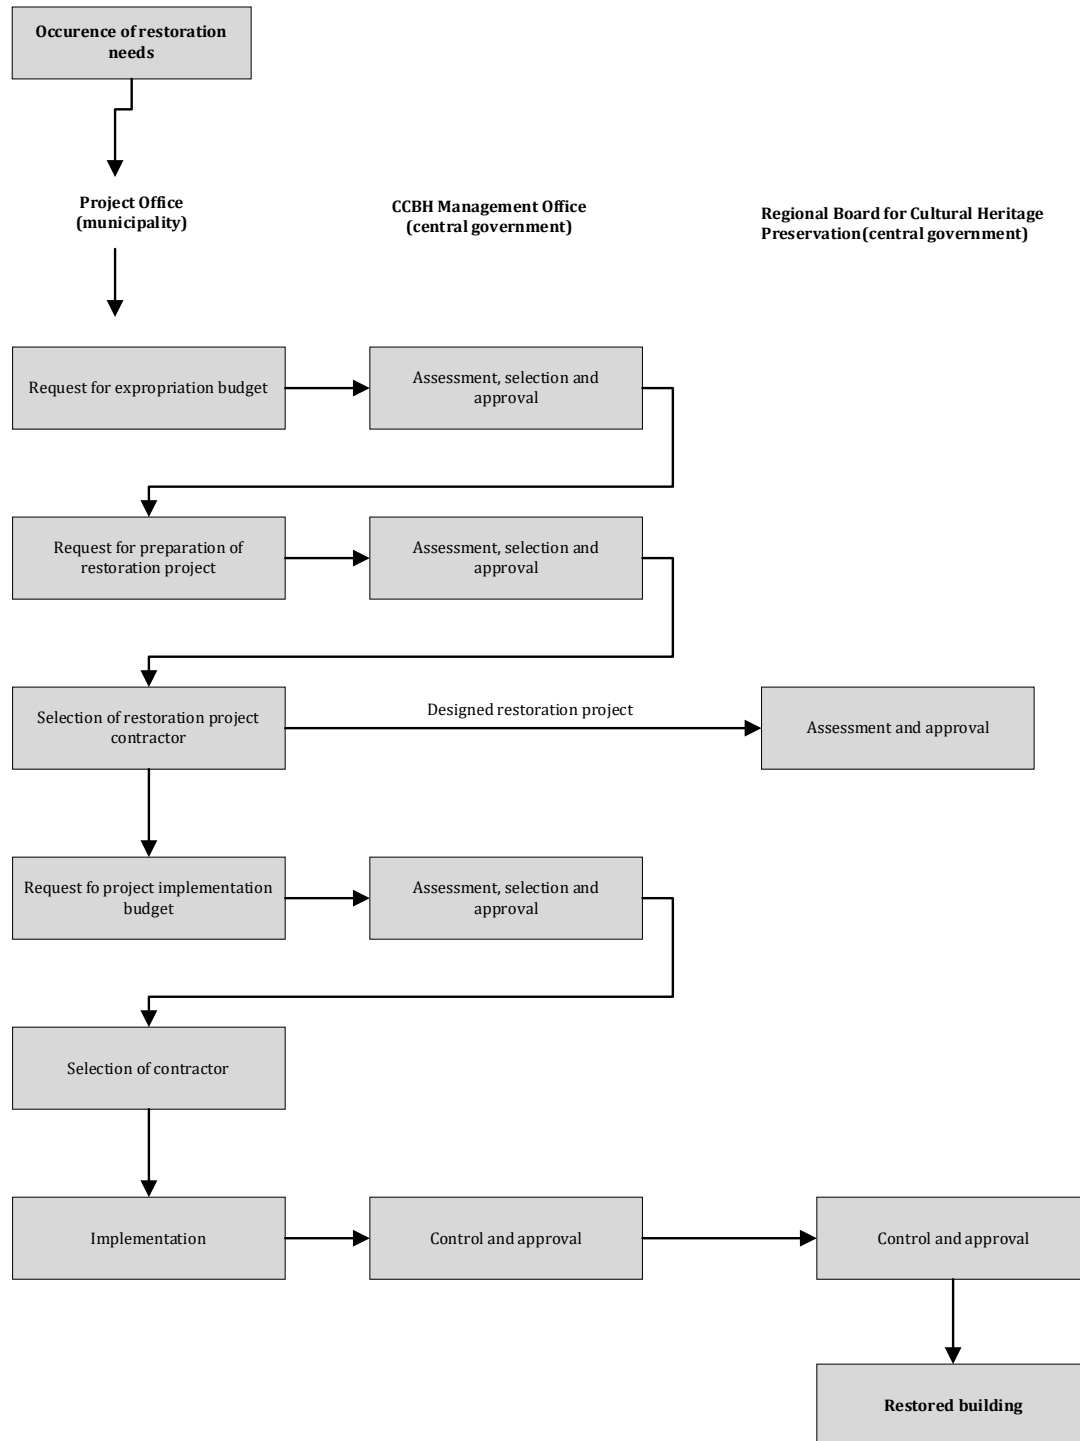 Occurence of restoration
needs
Project Office
(municipality)
CCBH Management Office
(central government)
Regional Board for Cultural Heritage
Preservation(central government)
Request for expropriation budget
Assessment, selection and
approval
Request for preparation of
restoration project
Assessment, selection and
approval
Selection of restoration project
contractor
Designed restoration project
Assessment and approval
Request fo project implementation
budget
Assessment, selection and
approval
Selection of contractor
Implementation
Control and approval
Control and approval
Restored building